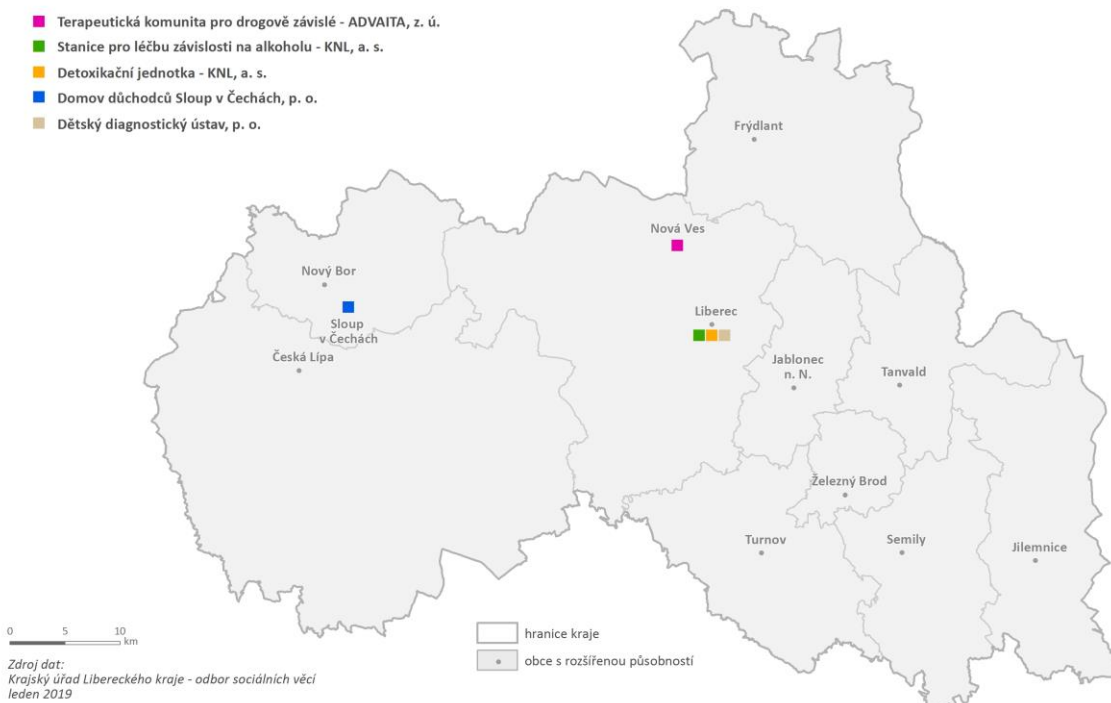 Terapeutická komunita pro drogově závislé - ADVAITA, z. ú.
Stanice pro léčbu závislosti na alkoholu - KNL, a. s.
Detoxikační jednotka - KNL, a. s.
Domov důchodců Sloup v Čechách, p. o.
Dětský diagnostický ústav, p. o.
Frýdlant
Nová Ves
Nový Bor
Liberec
Sloup
v Čechách
Česká Lípa
Jablonec
n. N.
Tanvald
Železný Brod
Turnov
Semily
Jilemnice
0 5 10
km
hranice kraje
obce s rozšířenou působností
Zdroj dat:
Krajský úřad Libereckého kraje - odbor sociálních věcí
leden 2019